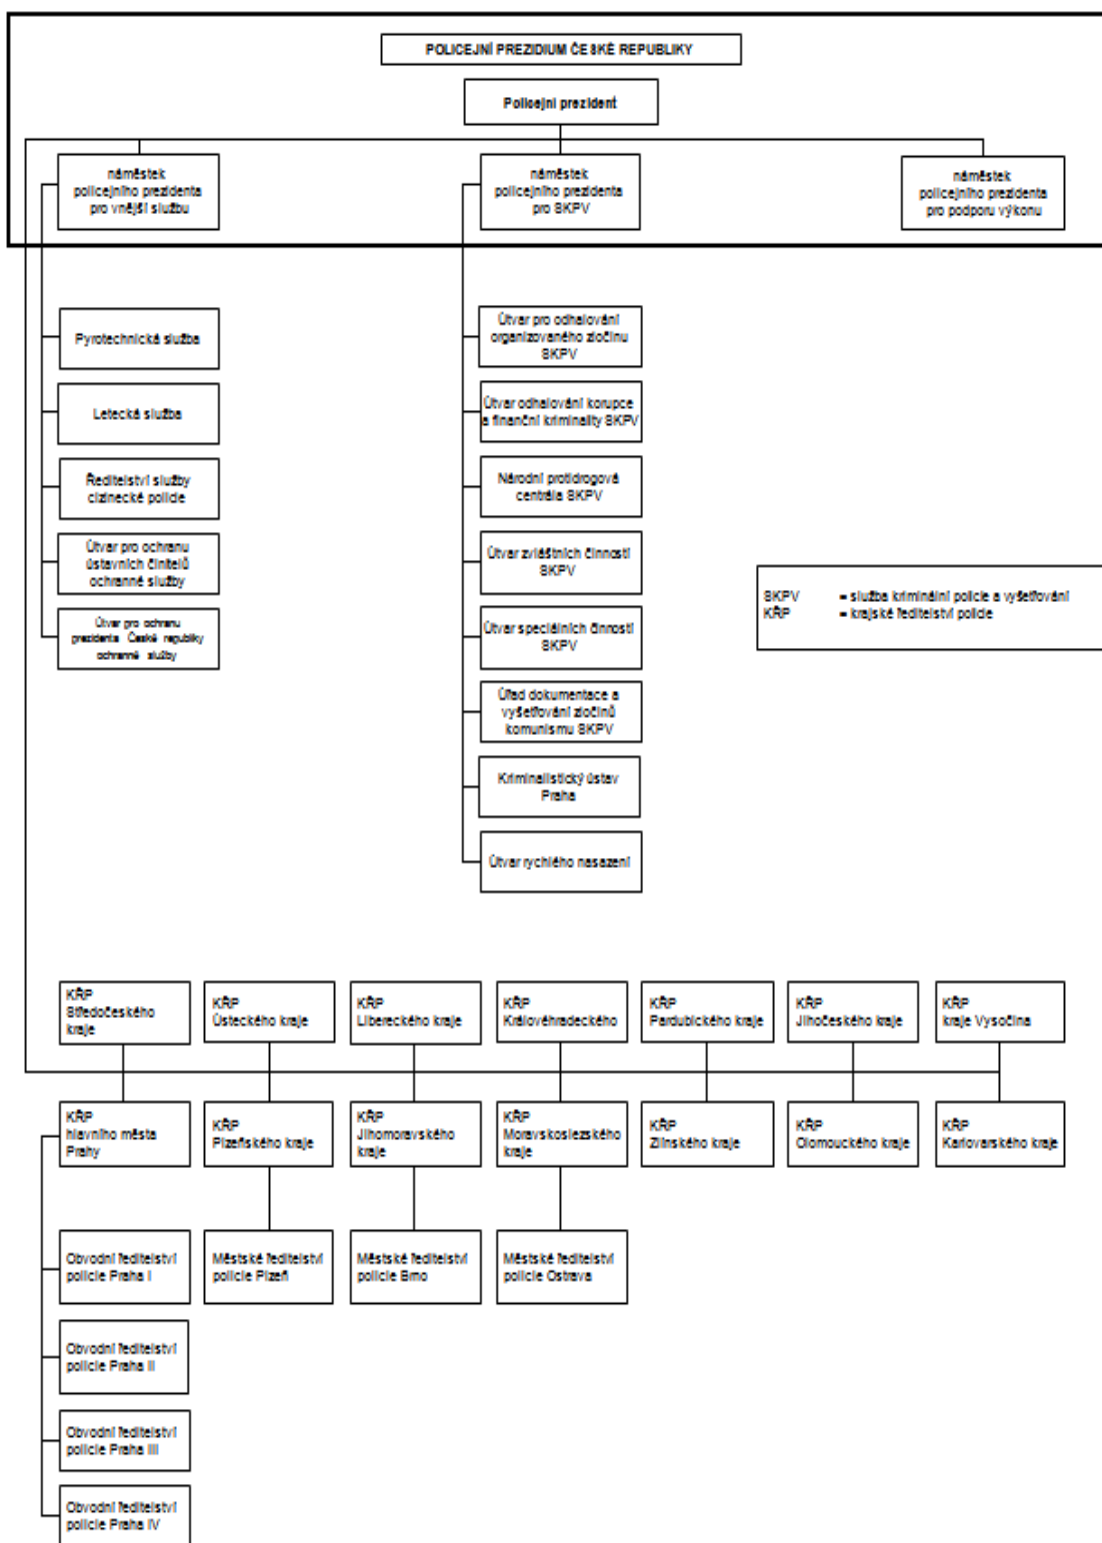 POLICEJNÍ PREZIDIUM ČESKÉ REPUBLIKY
Policejní prezident
náměstek
policejního prezidenta
pro vnější službu
náměstek
policejního prezidenta
pro SKPV
náměstek
policejního prezidenta
pro podporu výkonu
Pyrotechnická služba
Letecká služba
Ředitelství služby
cizinecké policie
Útvar pro ochranu
ústavních činitelů
ochranné služby
Útvar pro ochranu
prezidenta České republiky
ochranné služby
Útvar pro odhalování
organizovaného zločinu
SKPV
Útvar odhalování korupce
a finanční kriminality SKPV
Národní protidrogová
centrála SKPV
Útvar zvláštních činností
SKPV
Útvar speciálních činností
SKPV
Úřad dokumentace a
vyšetřování zločinů
komunismu SKPV
Kriminalistický ústav
Praha
Útvar rychlého nasazení
SKPV = služba kriminální policie a vyšetřování
KŘP = krajské ředitelství policie
KŘP
Středočeského
kraje
KŘP
Ústeckého kraje
KŘP
Libereckého kraje
KŘP
Královéhradeckého
KŘP
Pardubického kraje
KŘP
Jihočeského kraje
KŘP
kraje Vysočina
KŘP
hlavního města
Prahy
KŘP
Plzeňského kraje
KŘP
Jihomoravského
kraje
KŘP
Moravskoslezského
kraje
KŘP
Zlínského kraje
KŘP
Olomouckého kraje
KŘP
Karlovarského kraje
Obvodní ředitelství
policie Praha I
Městské ředitelství
policie Plzeň
Městské ředitelství
policie Brno
Městské ředitelství
policie Ostrava
Obvodní ředitelství
policie Praha II
Obvodní ředitelství
policie Praha III
Obvodní ředitelství
policie Praha IV